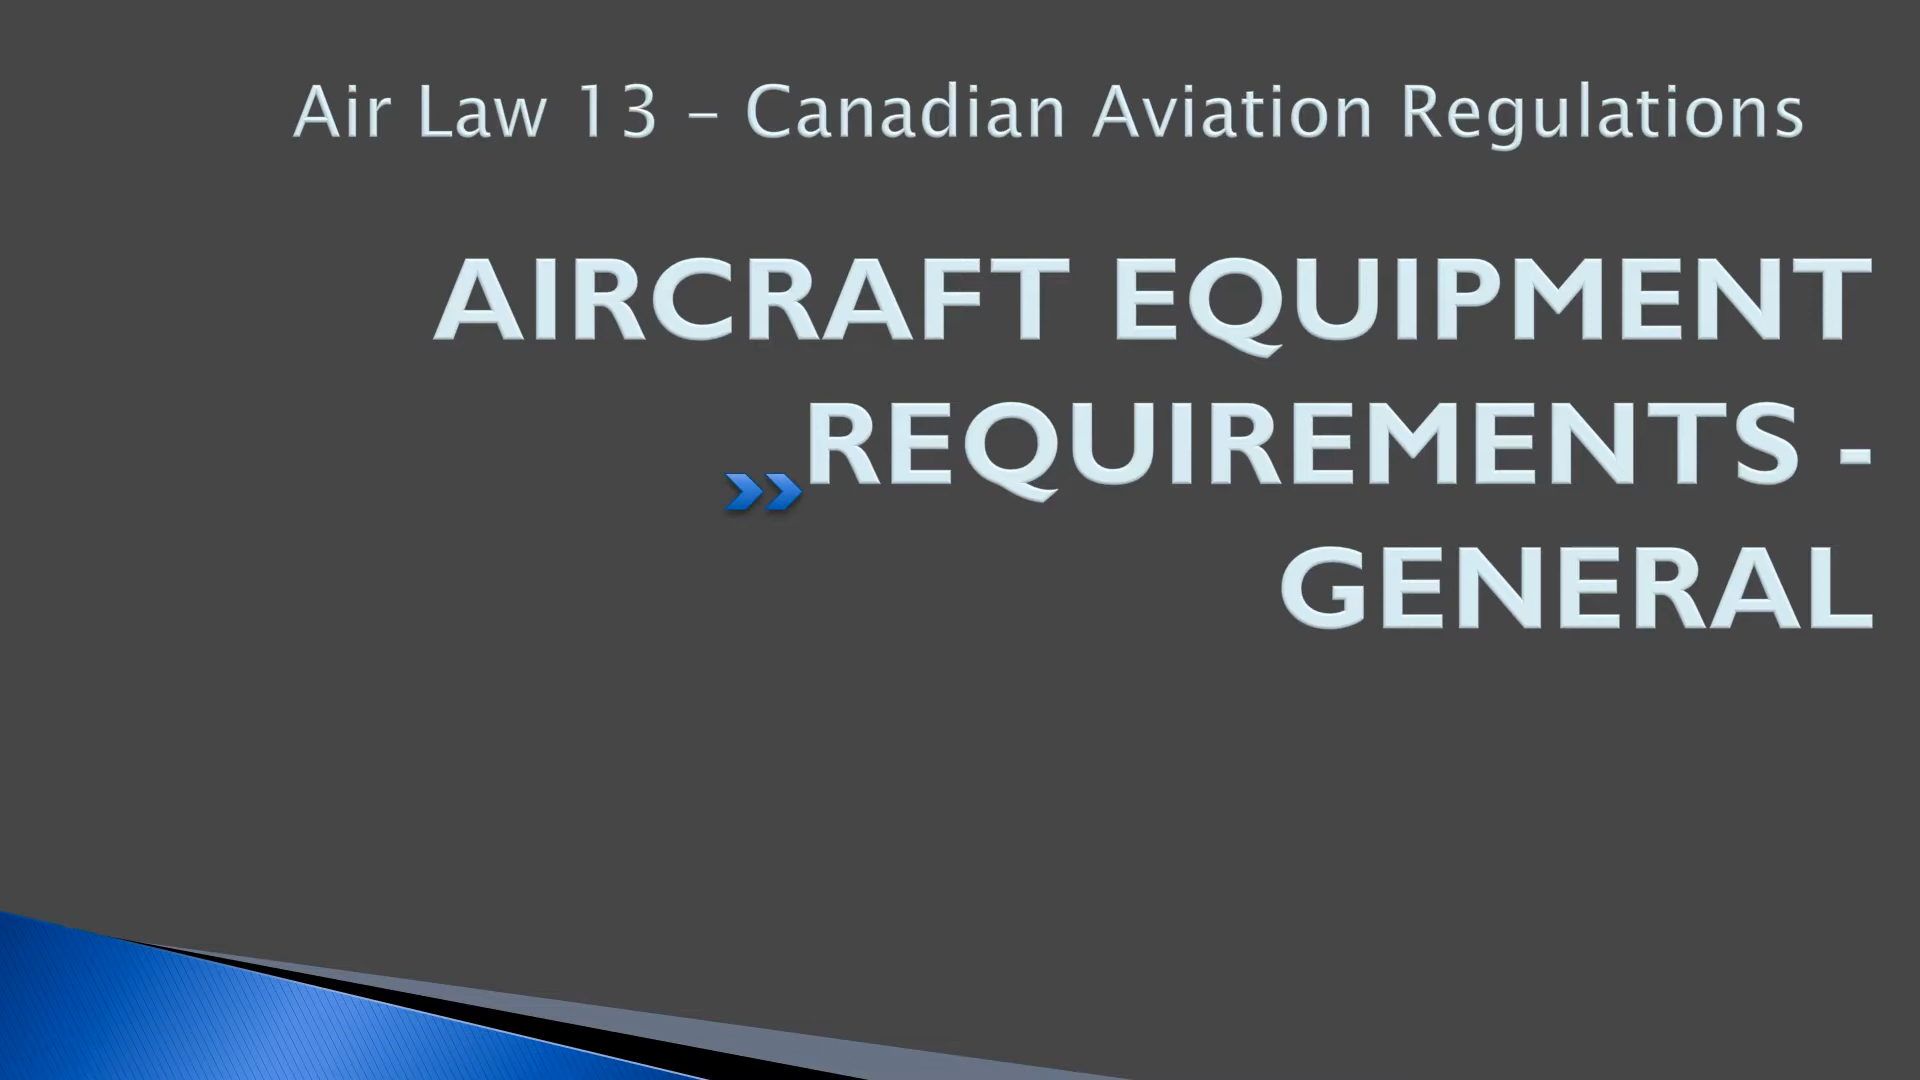 Air Law 13 – Canadian Aviation Regulations
AIRCRAFT EQUIPMENT
REQUIREMENTS -
GENERAL